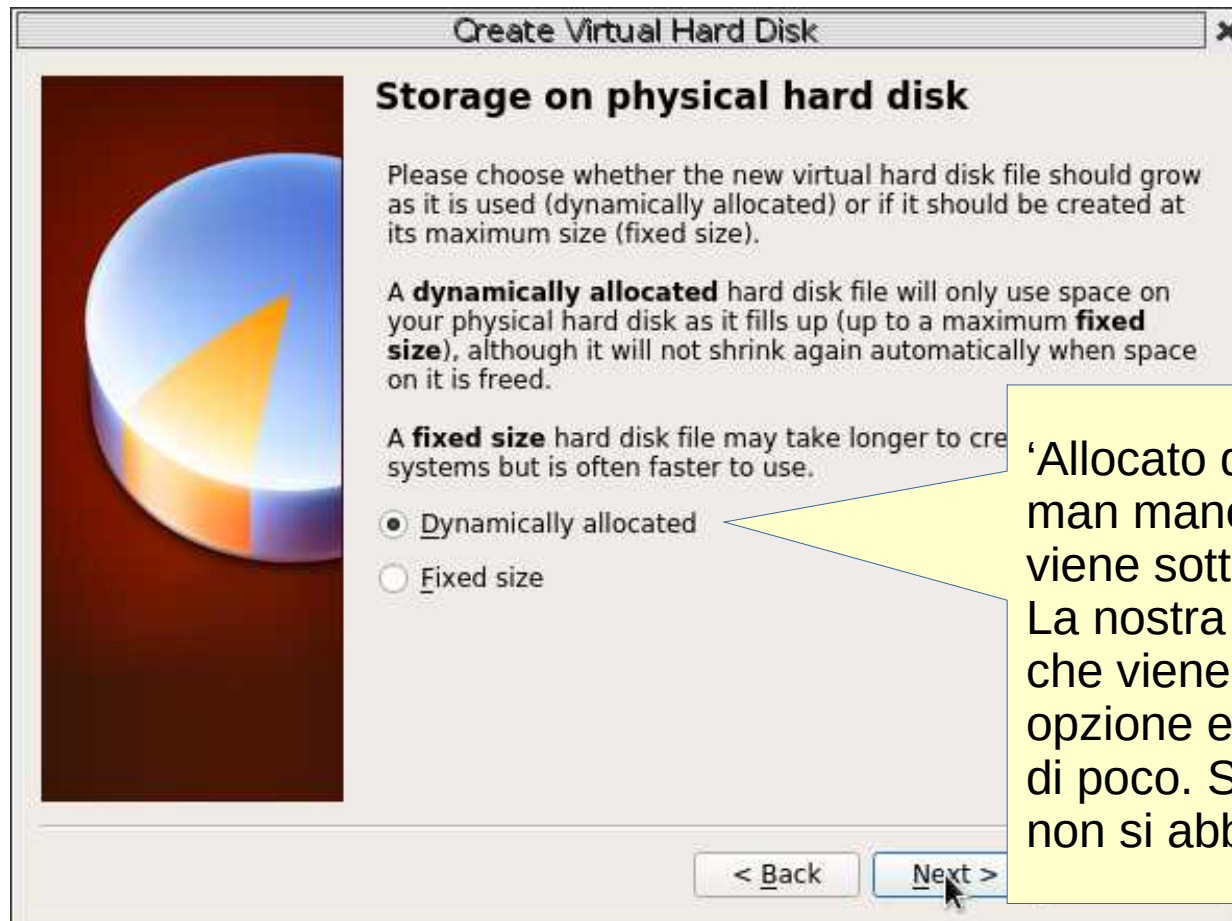 Create Virtual Hard Disk
Storage on physical hard disk
Please choose whether the new virtual hard disk file should grow
as it is used (dynamically allocated) or if it should be created at
its maximum size (fixed size).
A dynamically allocated hard disk file will only use space on
your physical hard disk as it fills up (up to a maximum fixed
size), although it will not shrink again automatically when space
on it is freed.
A fixed size hard disk file may take longer to
systems but is often faster to use.
Dynamically allocated
Fixed size
‘Allocato
man
viene
La nostra
che viene
opzione
di poco.
non si
< Back
Next >